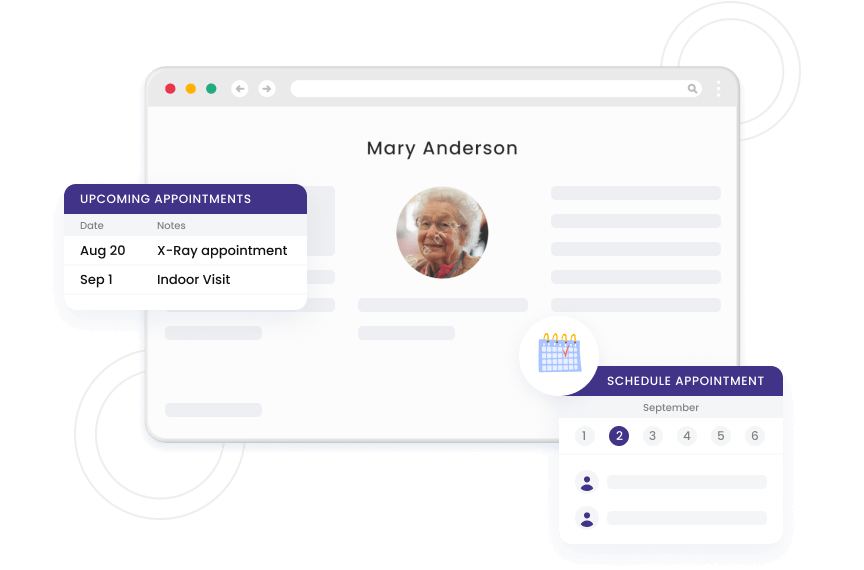 Mary Anderson
UPCOMING APPOINTMENTS
Date Notes
Aug 20 X-Ray appointment
Sep 1 Indoor Visit
SCHEDULE APPOINTMENT
September
1 2 3 4 5 6